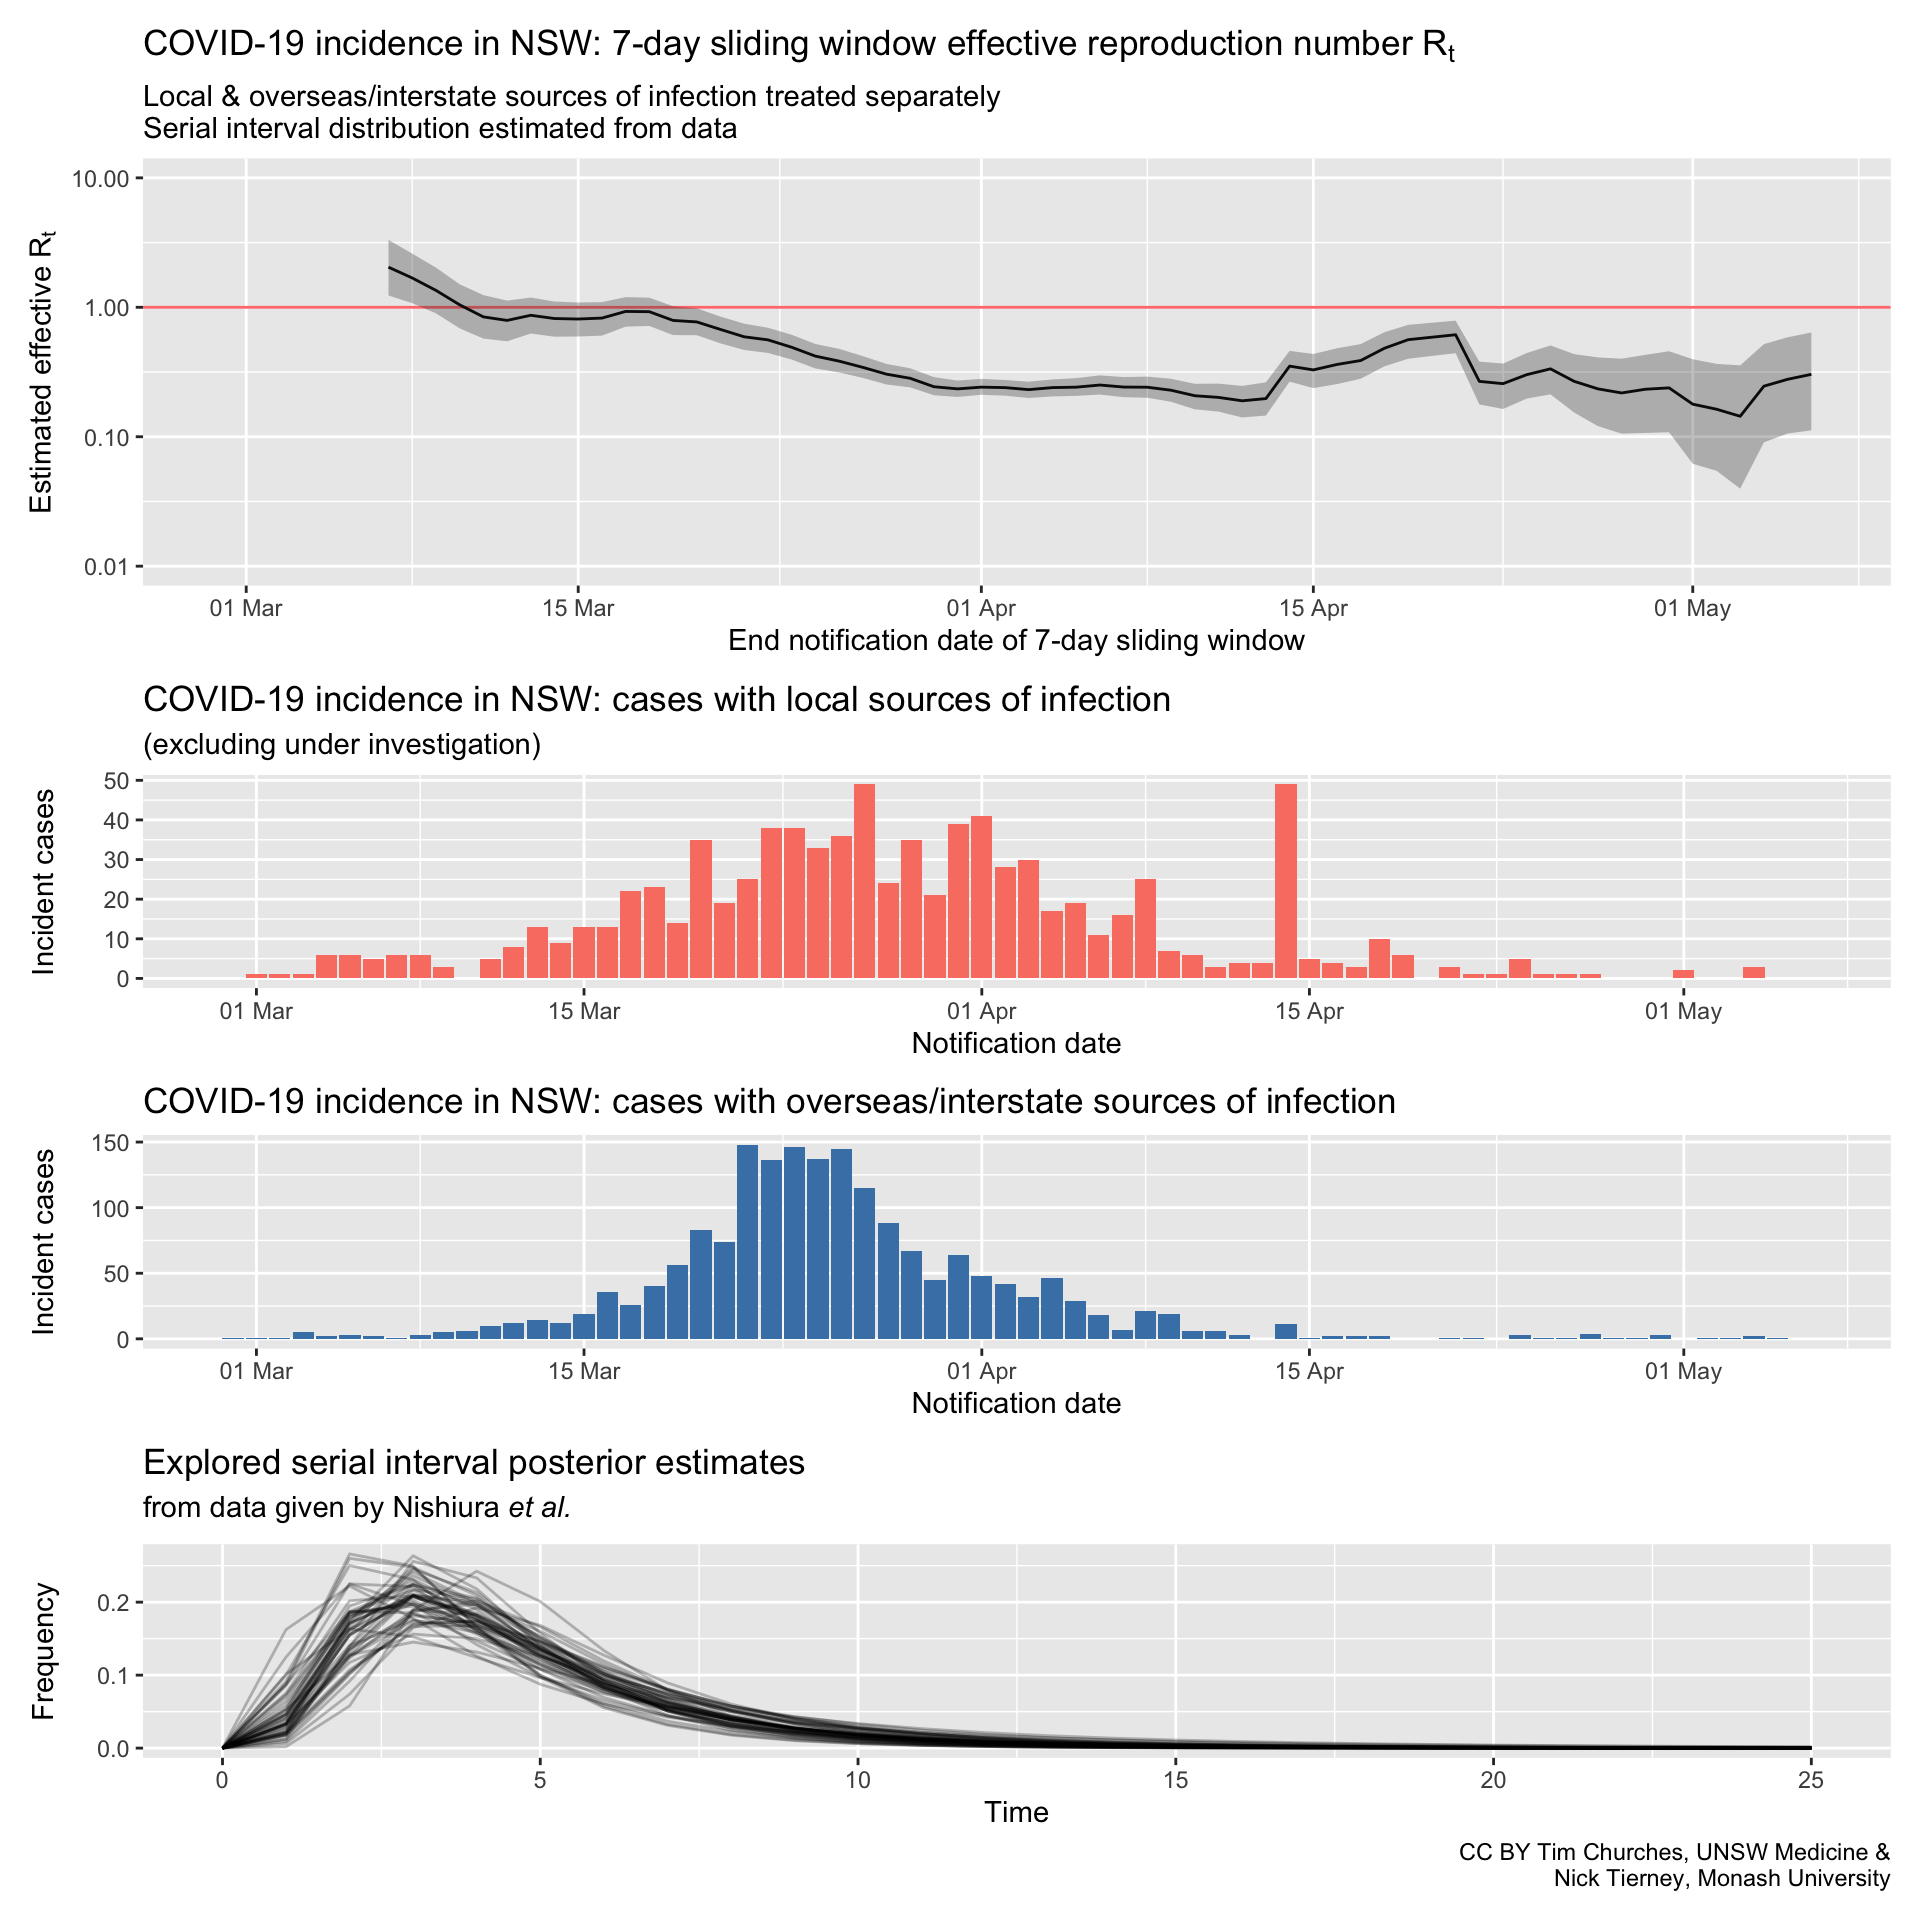 COVID-19 incidence in NSW: 7-day sliding window effective reproduction number Rt
Local & overseas/interstate sources of infection treated separately
Serial interval distribution estimated from data
Estimated effective Rt
10.00
1.00
0.10
0.01
01 Mar 15 Mar 01 Apr 15 Apr 01 May
End notification date of 7-day sliding window
COVID-19 incidence in NSW: cases with local sources of infection
(excluding under investigation)
Incident cases
50
40
30
20
10
0
01 Mar 15 Mar 01 Apr 15 Apr 01 May
Notification date
COVID-19 incidence in NSW: cases with overseas/interstate sources of infection
Incident cases
150
100
50
0
01 Mar 15 Mar 01 Apr 15 Apr 01 May
Notification date
Explored serial interval posterior estimates
from data given by Nishiura et al.
Frequency
0.2
0.1
0.0
0 5 10 15 20 25
Time
CC BY Tim Churches, UNSW Medicine &
Nick Tierney, Monash University